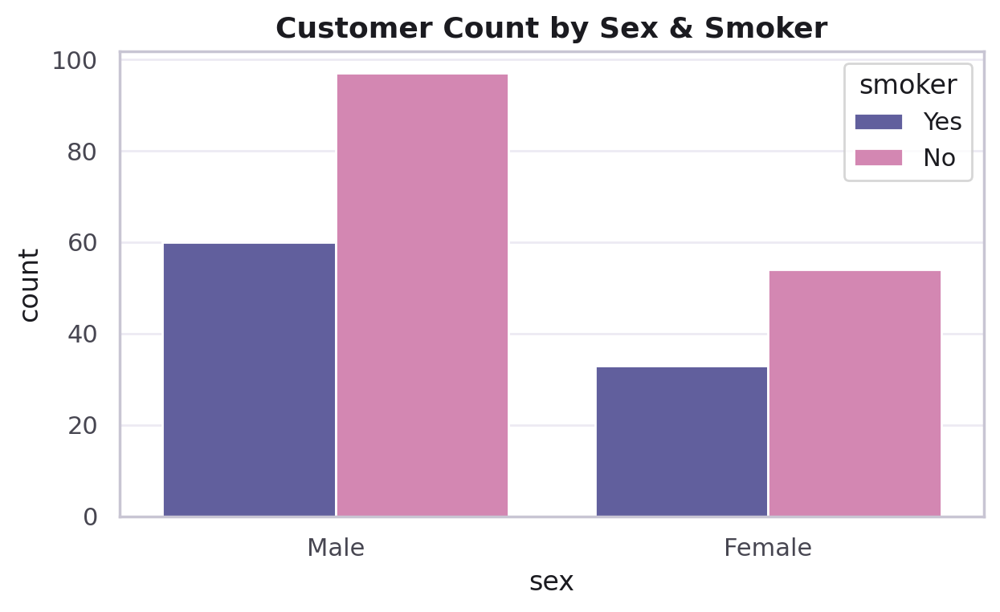 Customer Count by Sex & Smoker
100
80
60
40
20
0
count
smoker
Yes
No
Male
Female
sex